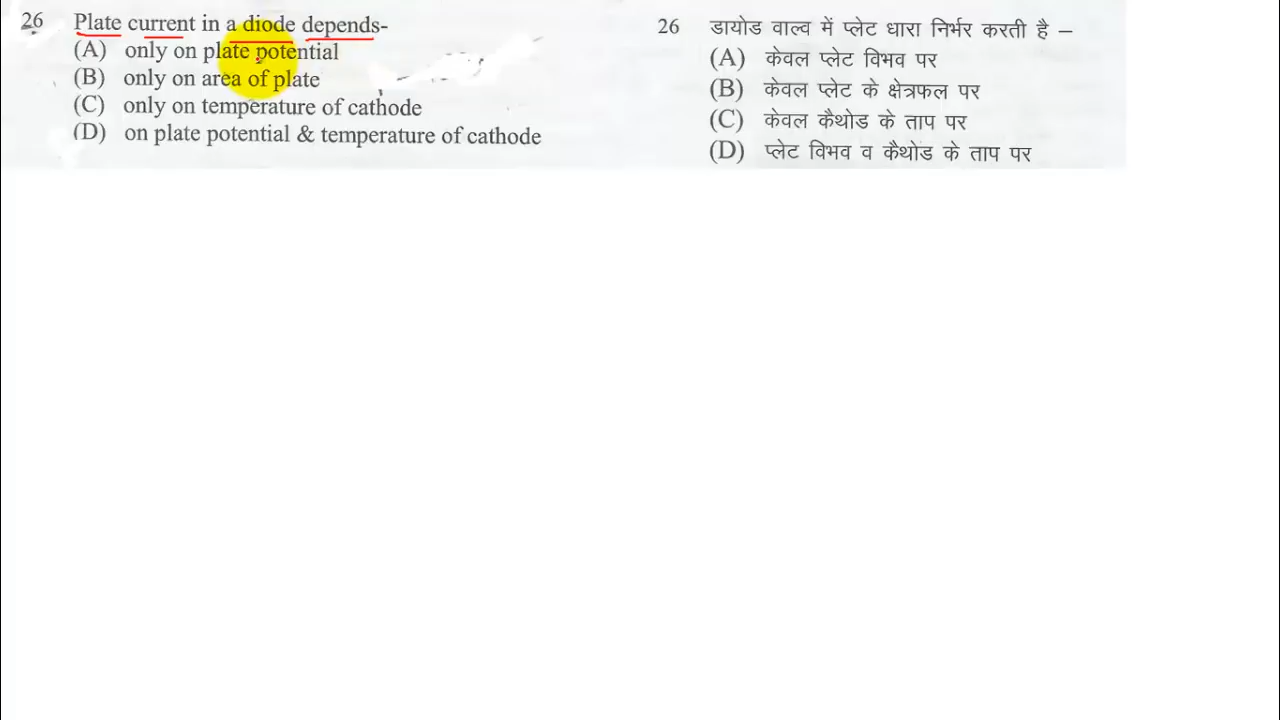 26 Plate current in a diode depends-
(A) only on plate potential
(B) only on area of plate
(C) only on temperature of cathode
(D) on plate potential & temperature of cathode
26 डायोड वाल्व में प्लेट धारा निर्भर करती है –
(A) केवल प्लेट विभव पर
(B) केवल प्लेट के क्षेत्रफल पर
(C) केवल कैथोड के ताप पर
(D) प्लेट विभव व कैथोड के ताप पर